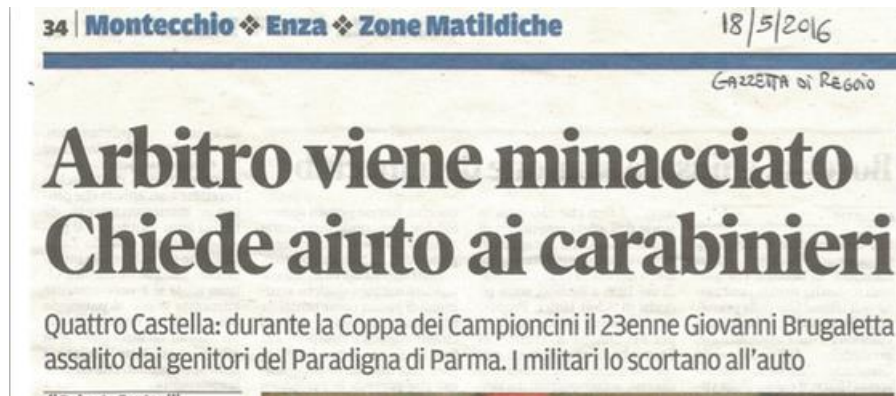 34 | Montecchio ❖ Enza ❖ Zone Matildiche
18/5/2016
GAZZETTA DI REGGIO
Arbitro viene minacciato
Chiede aiuto ai carabinieri
Quattro Castella: durante la Coppa dei Campioncini il 23enne Giovanni Brugaletta
assalito dai genitori del Paradigna di Parma. I militari lo scortano all'auto